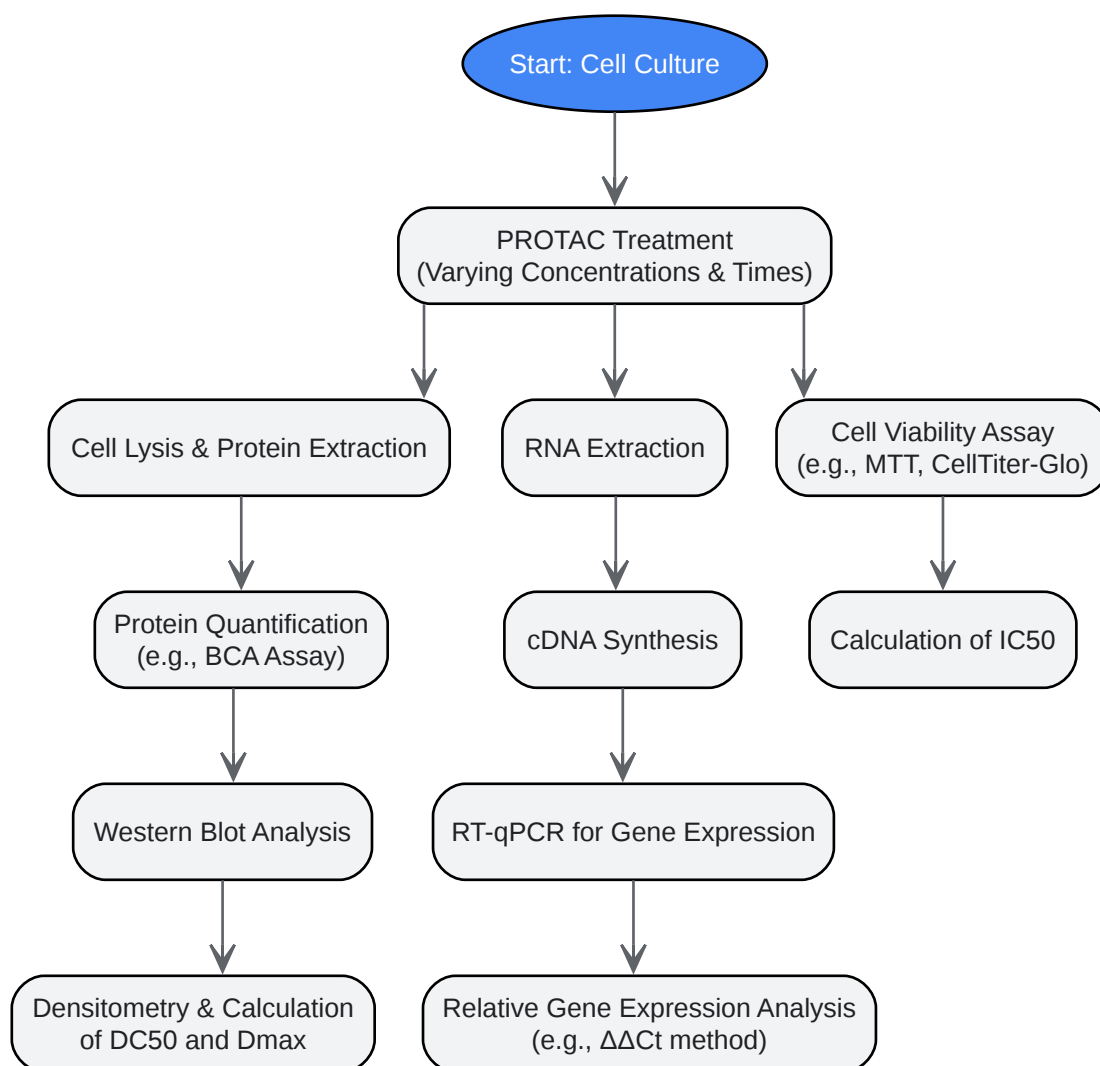 Start: Cell Culture
PROTAC Treatment
(Varying Concentrations & Times)
Cell Lysis & Protein Extraction
RNA Extraction
Cell Viability Assay
(e.g., MTT, CellTiter-Glo)
Protein Quantification
(e.g., BCA Assay)
cDNA Synthesis
Calculation of IC50
Western Blot Analysis
RT-qPCR for Gene Expression
Densitometry & Calculation
of DC50 and Dmax
Relative Gene Expression Analysis
(e.g., ΔΔCt method)